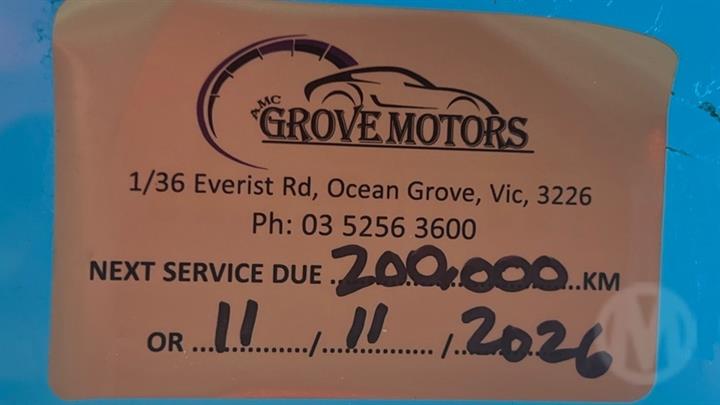 AMC
GROVE MOTORS
1/36 Everist Rd, Ocean Grove, Vic, 3226
Ph: 03 5256 3600
NEXT SERVICE DUE 200,000 KM
OR 11 / 11 / 2026
M